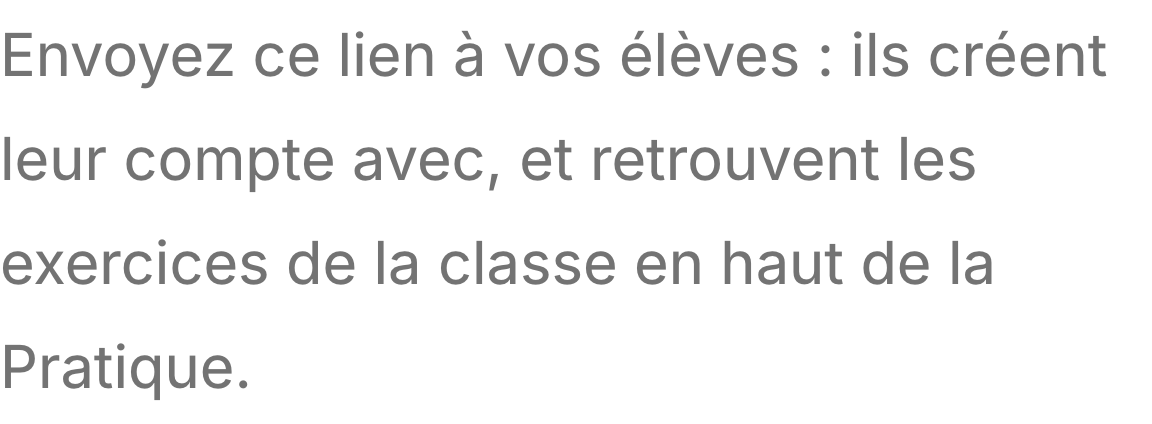 Envoyez ce lien à vos élèves : ils créent
leur compte avec, et retrouvent les
exercices de la classe en haut de la
Pratique.